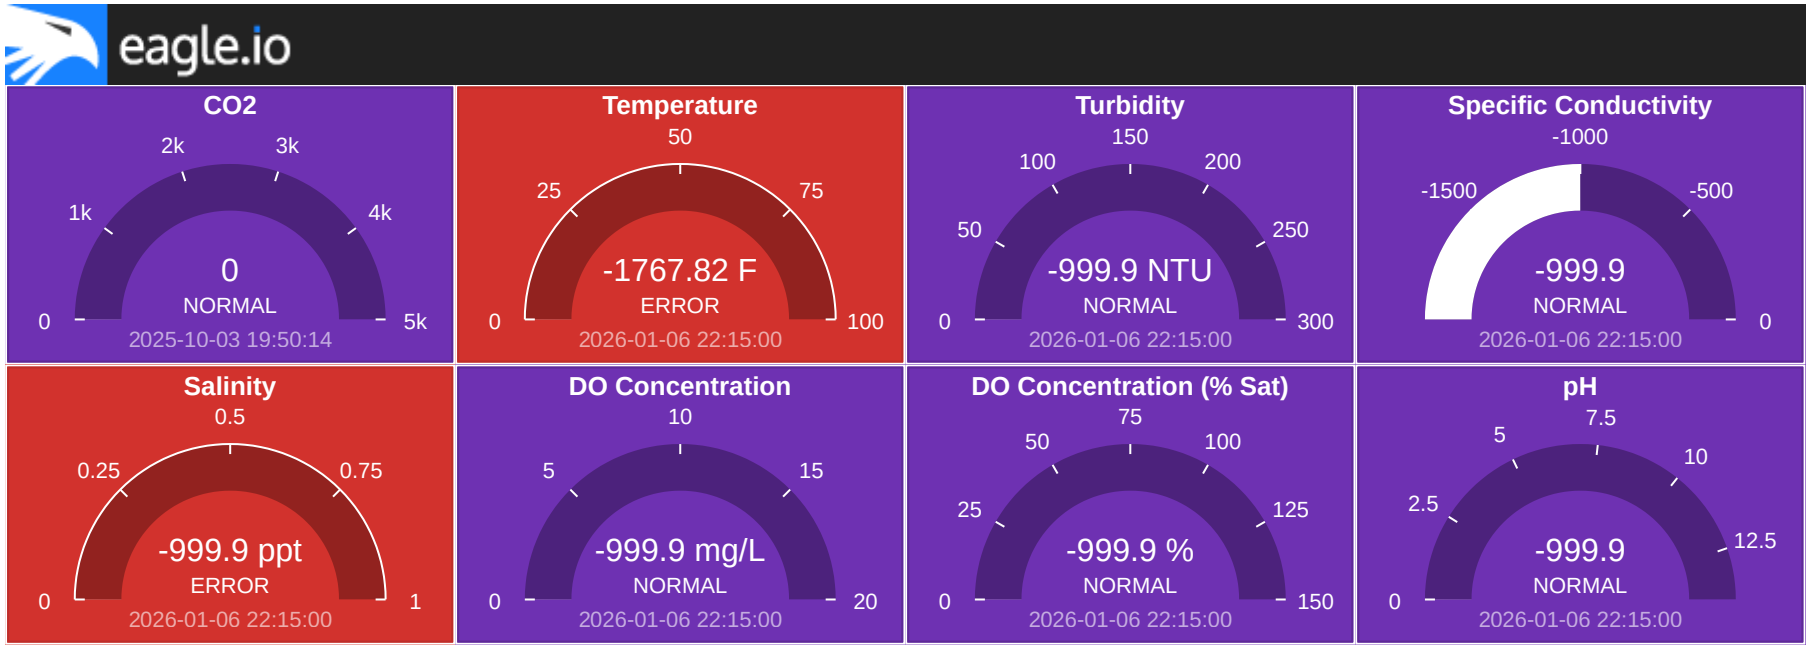 eagle.io
CO2
2k 3k
1k 4k
0
NORMAL
0 5k
2025-10-03 19:50:14
Temperature
50
25 75
-1767.82 F
ERROR
0 100
2026-01-06 22:15:00
Turbidity
150
100 200
50 250
-999.9 NTU
NORMAL
0 300
2026-01-06 22:15:00
Specific Conductivity
-1000
-1500 -500
-999.9
NORMAL
0
2026-01-06 22:15:00
Salinity
0.5
0.25 0.75
-999.9 ppt
ERROR
0 1
2026-01-06 22:15:00
DO Concentration
10
5 15
-999.9 mg/L
NORMAL
0 20
2026-01-06 22:15:00
DO Concentration (% Sat)
75
50 100
25 125
-999.9 %
NORMAL
0 150
2026-01-06 22:15:00
pH
7.5
5 10
2.5 12.5
-999.9
NORMAL
0
2026-01-06 22:15:00